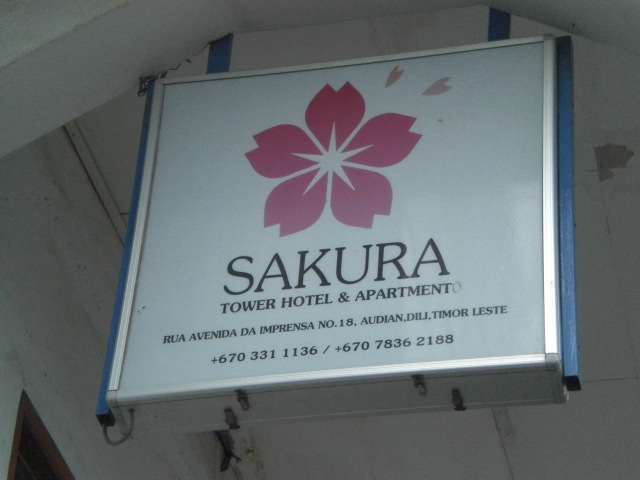 SAKURA
TOWER HOTEL & APARTMENTO
RUA AVENIDA DA IMPRENSA NO.18, AUDIAN,DILI,TIMOR LESTE
+670 331 1136 / +670 7836 2188